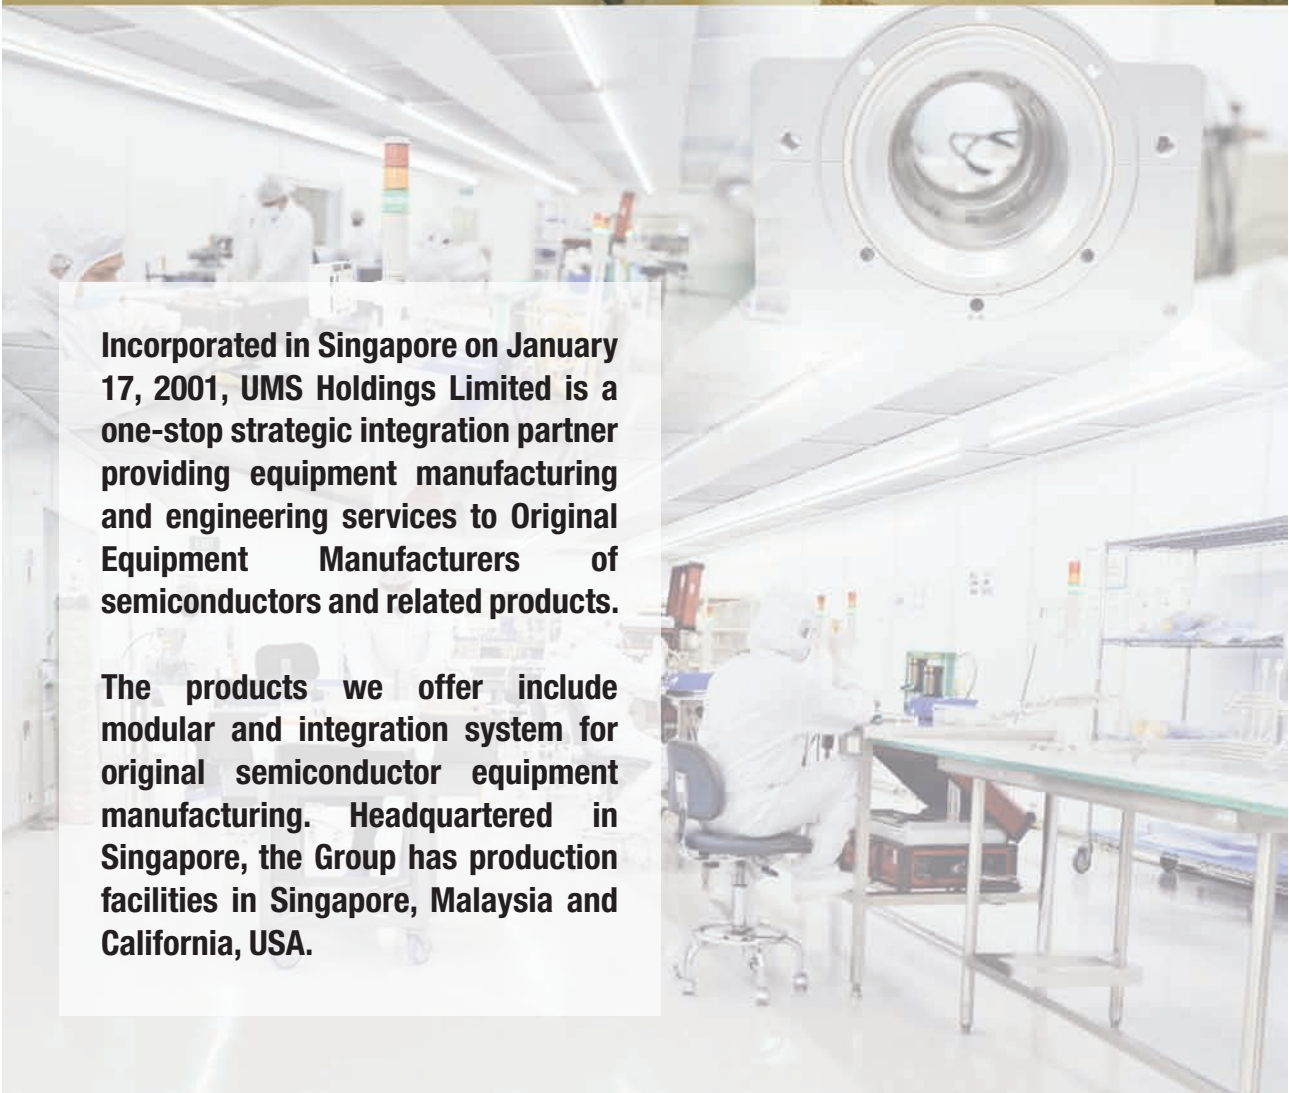 Incorporated in Singapore on January
17, 2001, UMS Holdings Limited is a
one-stop strategic integration partner
providing equipment manufacturing
and engineering services to Original
Equipment Manufacturers of
semiconductors and related products.
The products we offer include
modular and integration system for
original semiconductor equipment
manufacturing. Headquartered in
Singapore, the Group has production
facilities in Singapore, Malaysia and
California, USA.